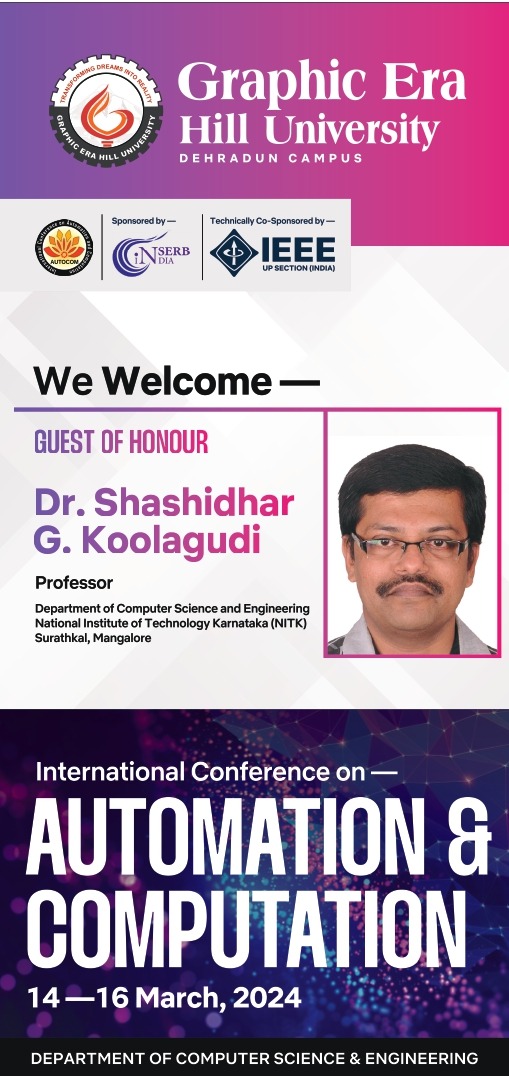 TRANSFORMING DREAMS INTO REALITY
GRAPHIC ERA HILL UNIVERSITY
Graphic Era
Hill University
DEHRADUN CAMPUS
International Conference on Automation and Computation
AUTOCOM
Sponsored by —
iNSERB
DIA
Technically Co-Sponsored by —
IEEE
UP SECTION (INDIA)
We Welcome —
GUEST OF HONOUR
Dr. Shashidhar
G. Koolagudi
Professor
Department of Computer Science and Engineering
National Institute of Technology Karnataka (NITK)
Surathkal, Mangalore
International Conference on —
AUTOMATION &
COMPUTATION
14 —16 March, 2024
DEPARTMENT OF COMPUTER SCIENCE & ENGINEERING